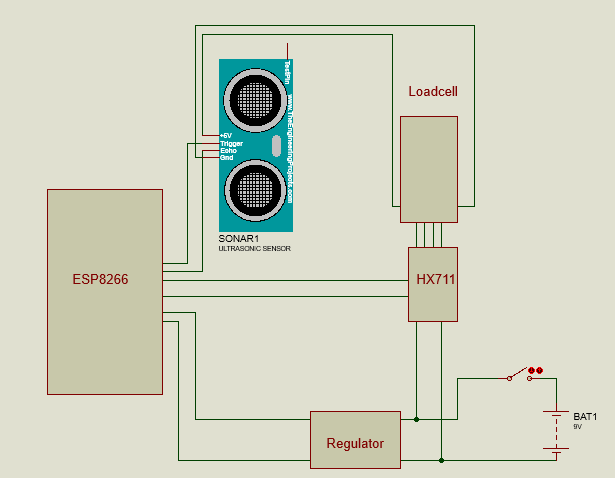 Loadcell
TestPin
www.TheEngineeringProjects.com
+5V
Trigger
Echo
Gnd
SONAR1
ULTRASONIC SENSOR
ESP8266
HX711
BAT1
9V
Regulator